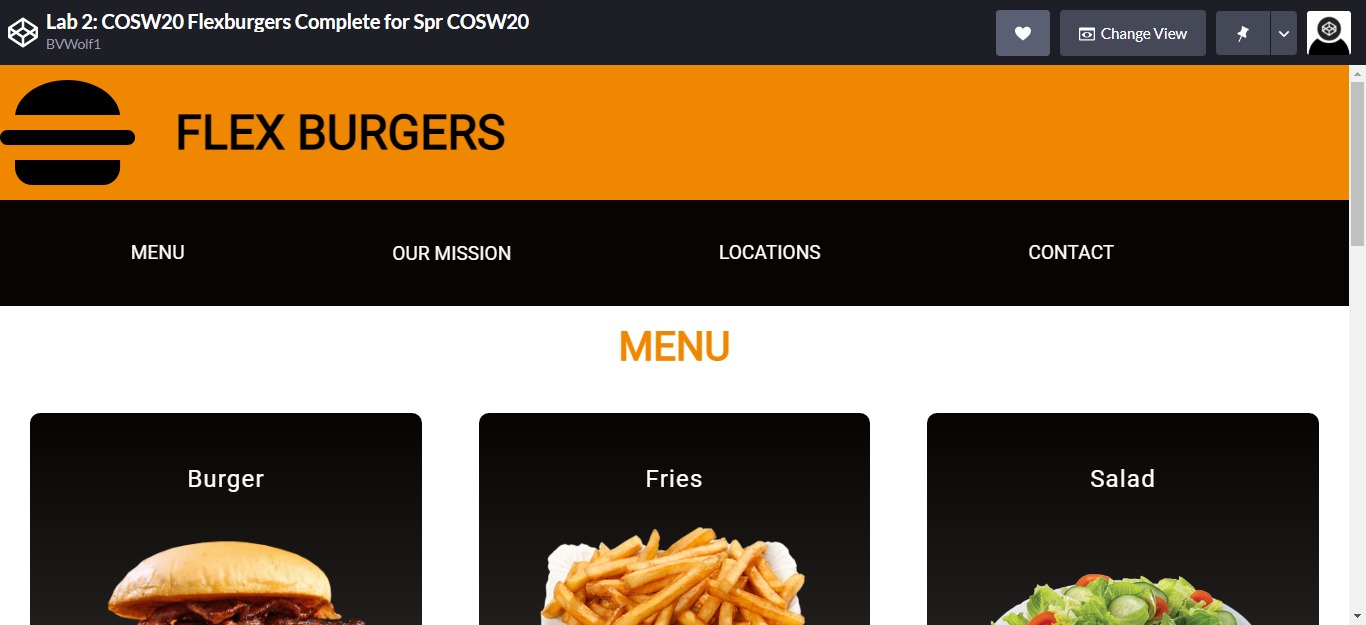 Lab 2: COSW20 Flexburgers Complete for Spr COSW20
BVWolf1
Change View
FLEX BURGERS
MENU OUR MISSION LOCATIONS CONTACT
MENU
Burger Fries Salad